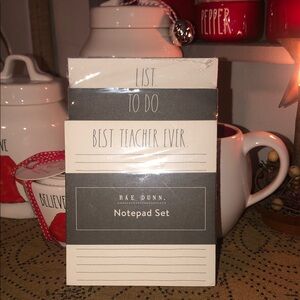 PEPPER
LIST
TO DO
BEST TEACHER EVER.
BELIEVE
RAE DUNN.
Notepad Set